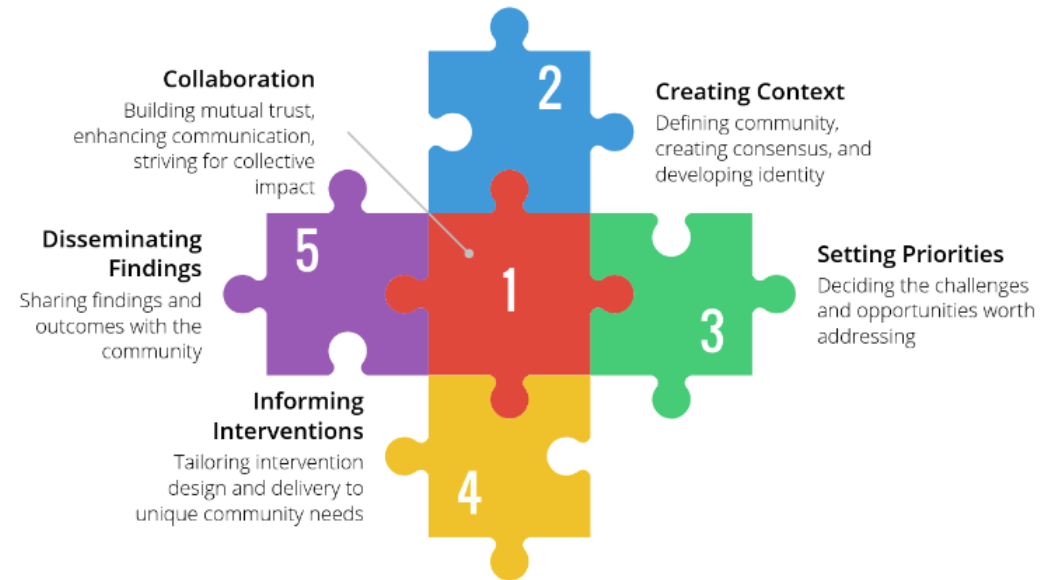 Collaboration
Building mutual trust,
enhancing communication,
striving for collective
impact
2
Creating Context
Defining community,
creating consensus, and
developing identity
Disseminating
Findings
Sharing findings and
outcomes with the
community
5
1
3
Setting Priorities
Deciding the challenges
and opportunities worth
addressing
Informing
Interventions
Tailoring intervention
design and delivery to
unique community needs
4